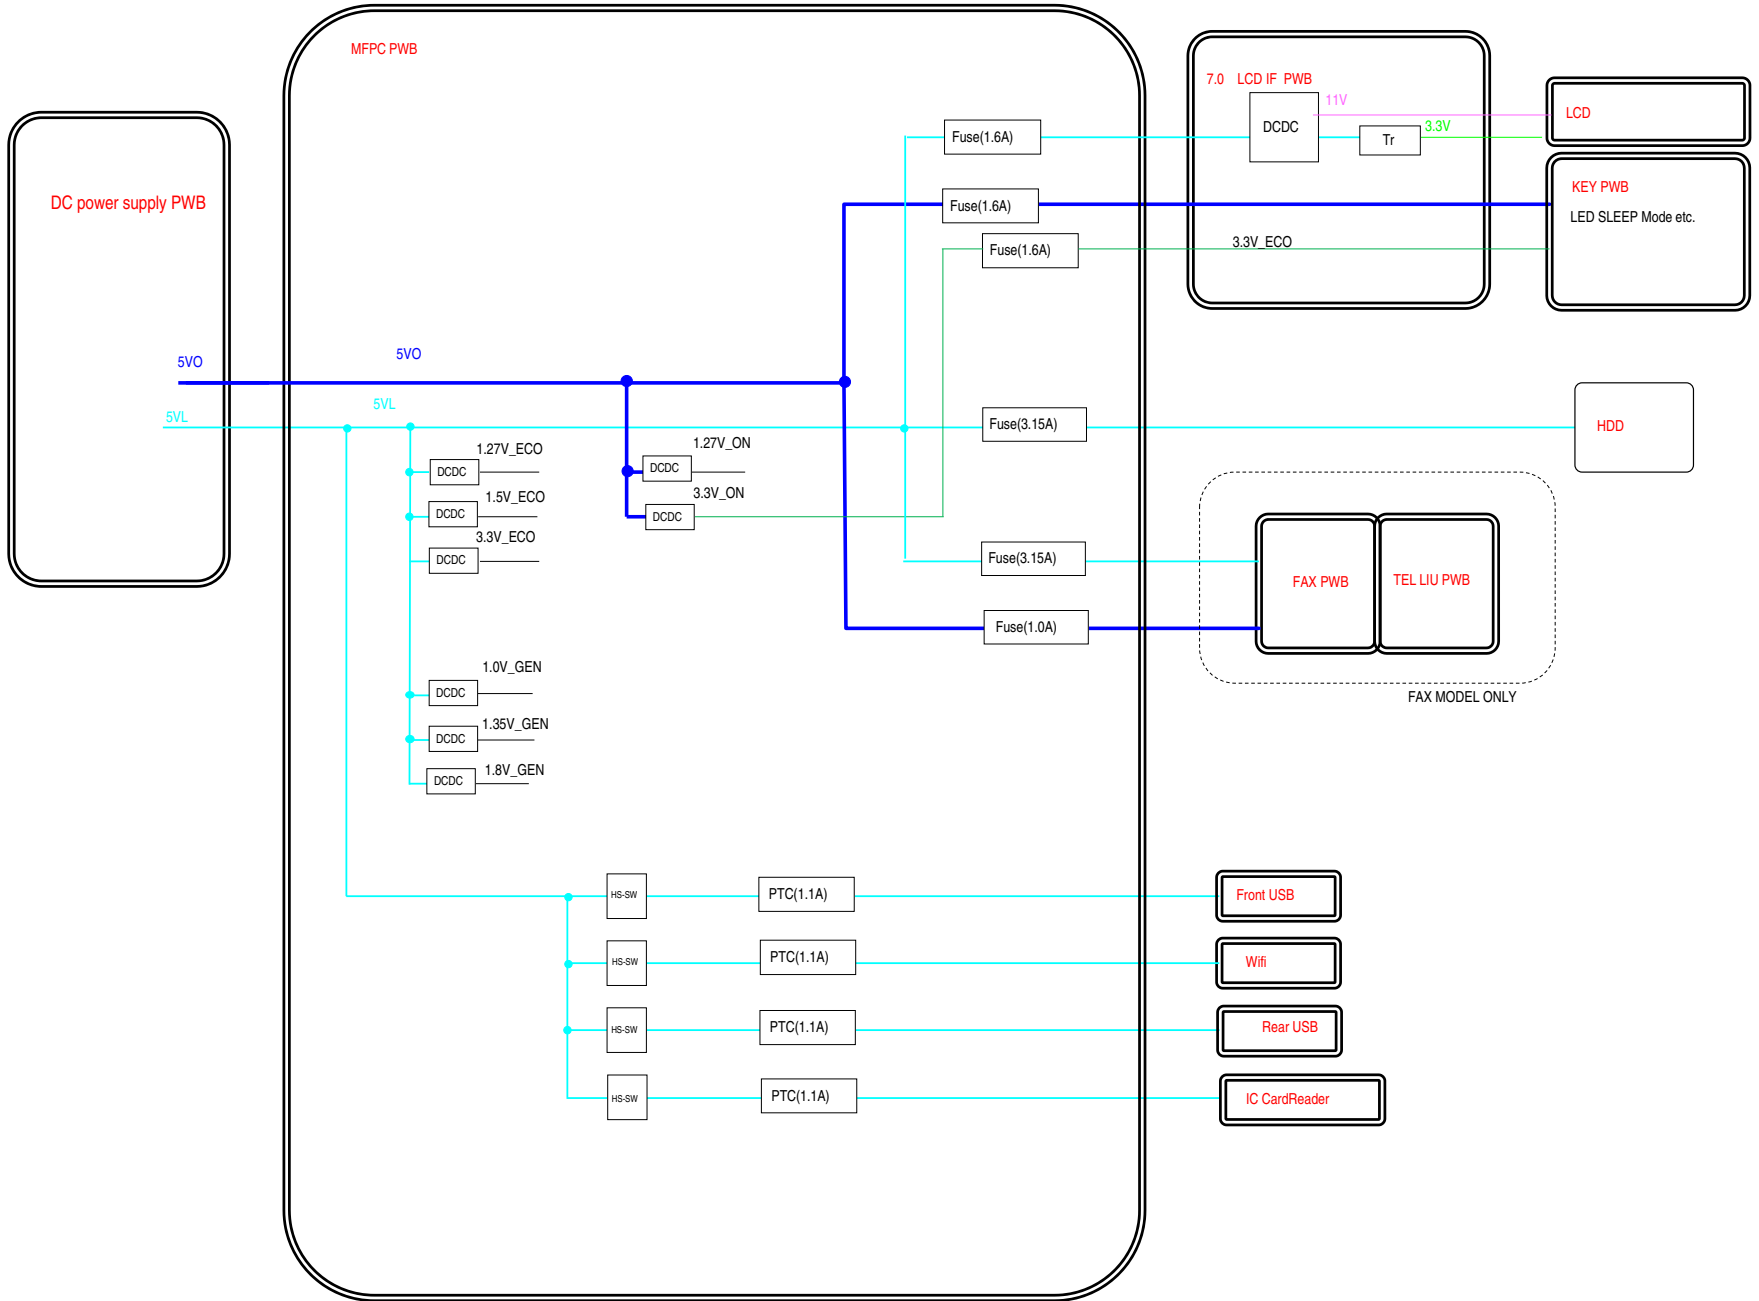 MFPC PWB
7.0 LCD IF PWB
11V
DCDC
3.3V
Tr
LCD
Fuse(1.6A)
DC power supply PWB
Fuse(1.6A)
KEY PWB
LED SLEEP Mode etc.
Fuse(1.6A)
3.3V_ECO
5VO
5VO
5VL
5VL
Fuse(3.15A)
HDD
1.27V_ECO
DCDC
1.5V_ECO
DCDC
3.3V_ECO
DCDC
1.27V_ON
DCDC
3.3V_ON
DCDC
Fuse(3.15A)
FAX PWB
TEL LIU PWB
Fuse(1.0A)
FAX MODEL ONLY
1.0V_GEN
DCDC
1.35V_GEN
DCDC
1.8V_GEN
DCDC
HS-SW
PTC(1.1A)
Front USB
HS-SW
PTC(1.1A)
Wifi
HS-SW
PTC(1.1A)
Rear USB
HS-SW
PTC(1.1A)
IC CardReader